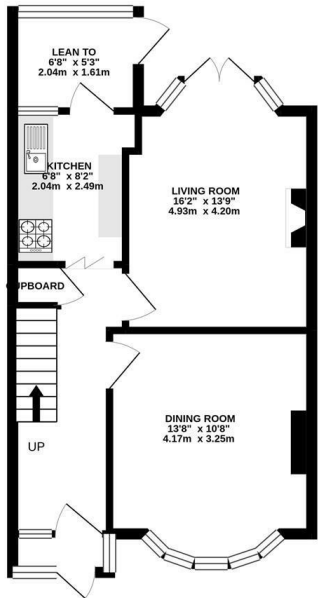 LEAN TO
6'8" x 5'3"
2.04m x 1.61m
KITCHEN
6'8" x 8'2"
2.04m x 2.49m
LIVING ROOM
16'2" x 13'9"
4.93m x 4.20m
CUPBOARD
DINING ROOM
13'8" x 10'8"
4.17m x 3.25m
UP